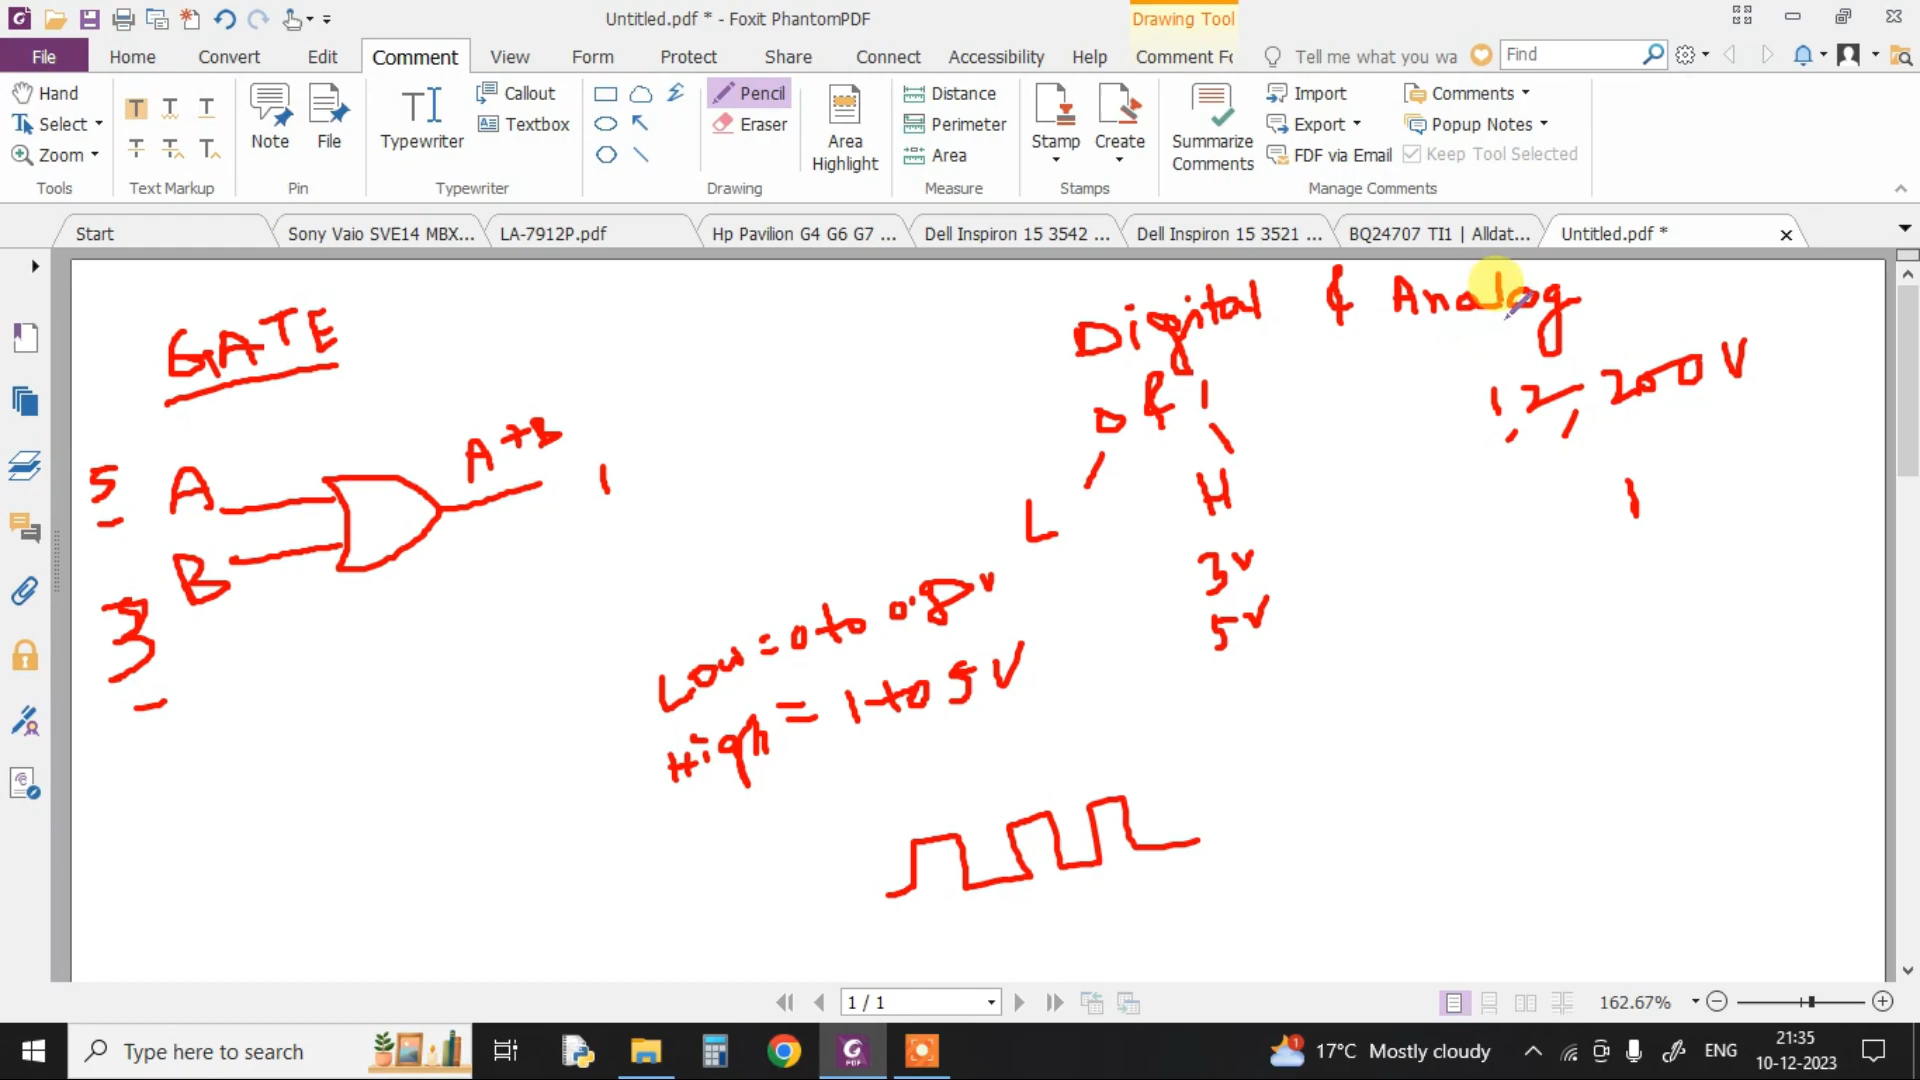 Untitled.pdf * - Foxit PhantomPDF
Drawing Tool
File
Home
Convert
Edit
Comment
View
Form
Protect
Share
Connect
Accessibility
Help
Comment Fo
Tell me what you wa
Find
Hand
Select
Zoom
Tools
Text Markup
Note
File
Pin
Typewriter
Callout
Textbox
Typewriter
Pencil
Eraser
Drawing
Area Highlight
Distance
Perimeter
Area
Measure
Stamp
Create
Stamps
Summarize Comments
Import
Export
FDF via Email
Comments
Popup Notes
Keep Tool Selected
Manage Comments
Start
Sony Vaio SVE14 MBX...
LA-7912P.pdf
Hp Pavilion G4 G6 G7 ...
Dell Inspiron 15 3542 ...
Dell Inspiron 15 3521 ...
BQ24707 TI1 | Alldat...
Untitled.pdf *
GATE
Digital & Analog
0 & 1
1 2 200 V
5 A
A+B
1
B
3
L
H
3v
5v
1
Low = 0 to 0.8v
High = 1 to 5 V
1 / 1
162.67%
Type here to search
17°C Mostly cloudy
ENG
21:35
10-12-2023